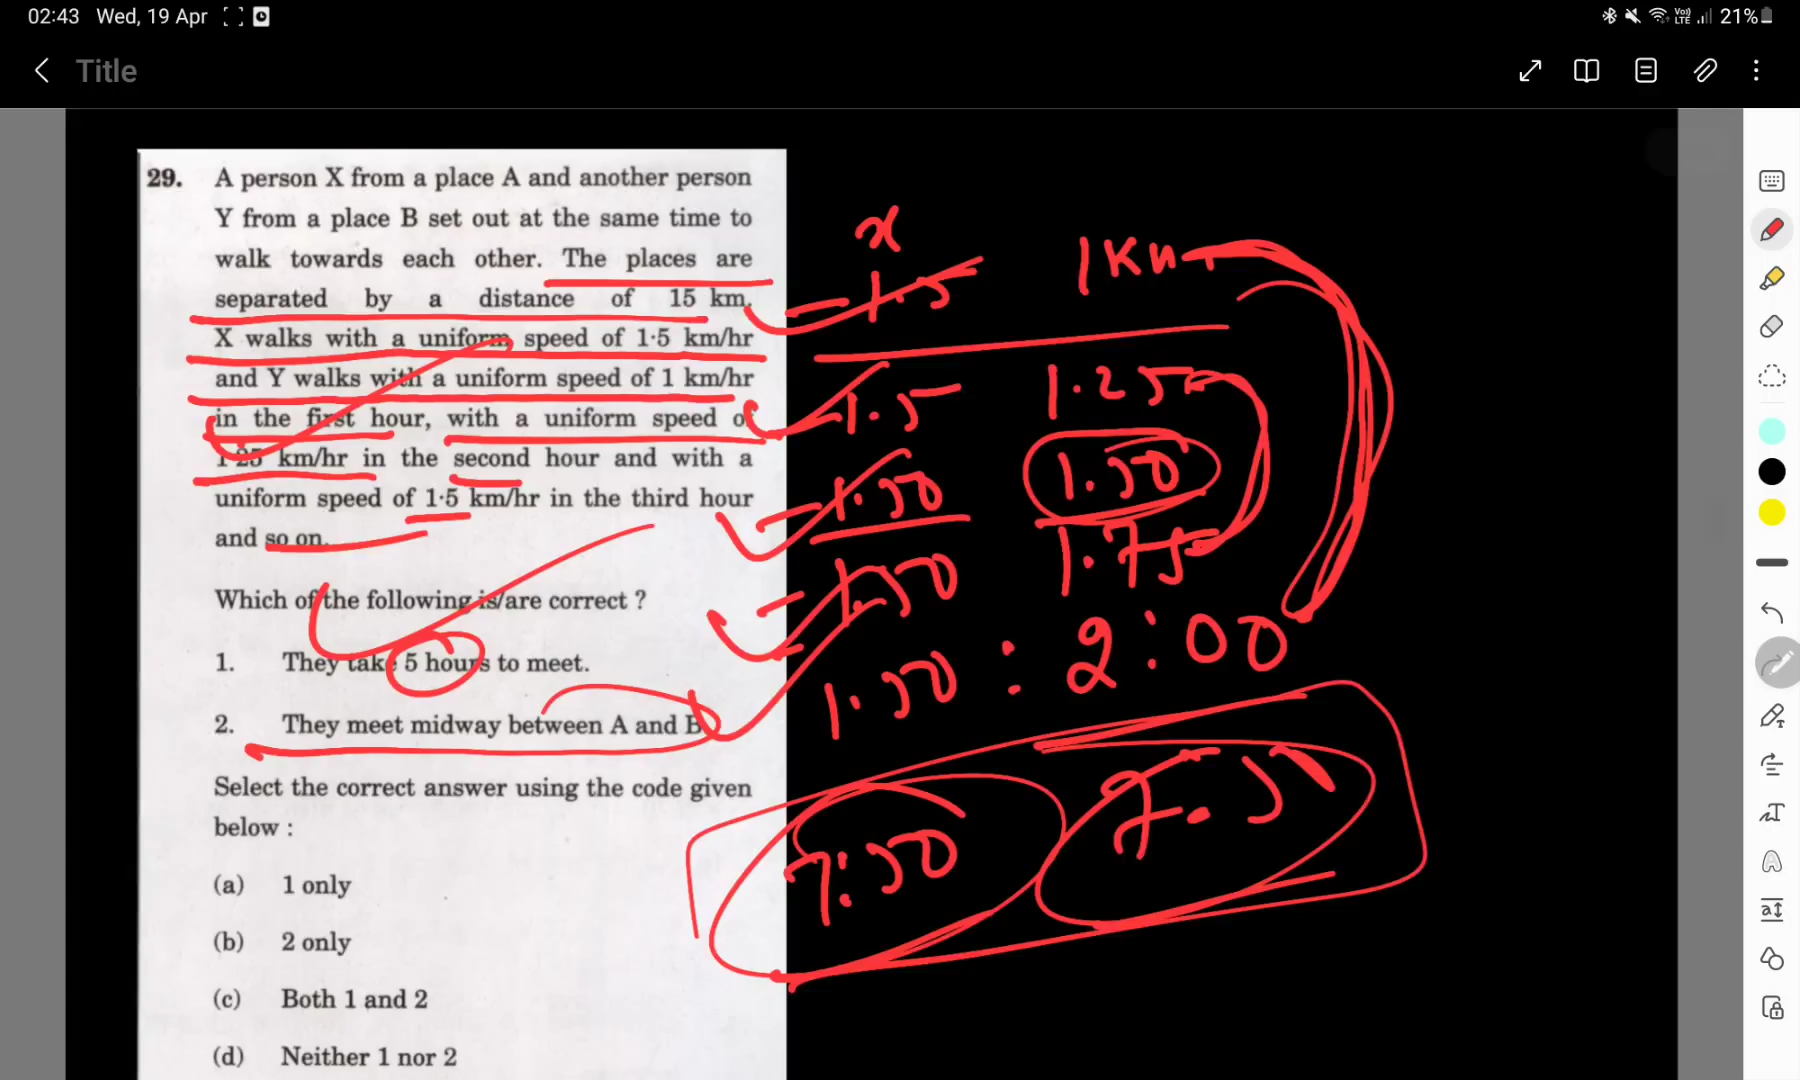 02:43 Wed, 19 Apr
Vo)) LTE 21%
Title
29. A person X from a place A and another person
Y from a place B set out at the same time to
walk towards each other. The places are
separated by a distance of 15 km.
X walks with a uniform speed of 1·5 km/hr
and Y walks with a uniform speed of 1 km/hr
in the first hour, with a uniform speed of
1·25 km/hr in the second hour and with a
uniform speed of 1·5 km/hr in the third hour
and so on.
Which of the following is/are correct ?
1. They take 5 hours to meet.
2. They meet midway between A and B.
Select the correct answer using the code given
below :
(a) 1 only
(b) 2 only
(c) Both 1 and 2
(d) Neither 1 nor 2
x
1.5 1Km
1.5 1.25
1.50 1.50
1.50 1.75
1.50 : 2:00
7:50 7.5